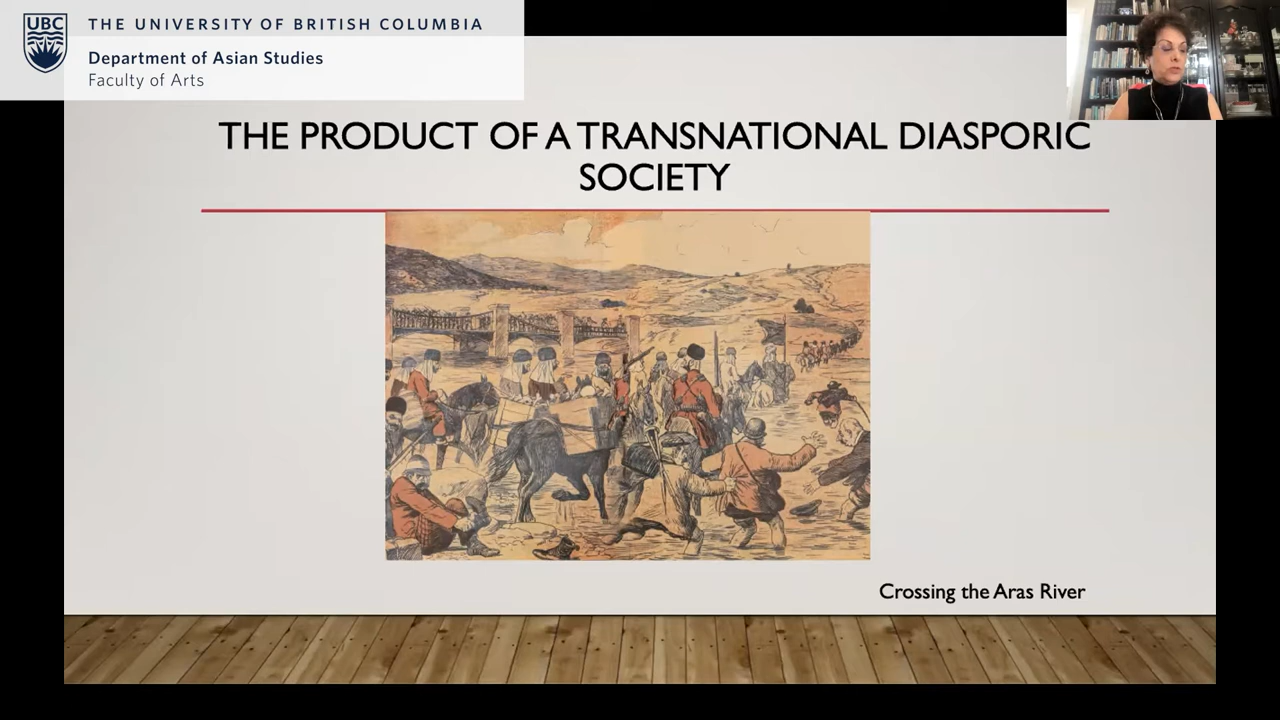 UBC
THE UNIVERSITY OF BRITISH COLUMBIA
Department of Asian Studies
Faculty of Arts
THE PRODUCT OF A TRANSNATIONAL DIASPORIC
SOCIETY
Crossing the Aras River